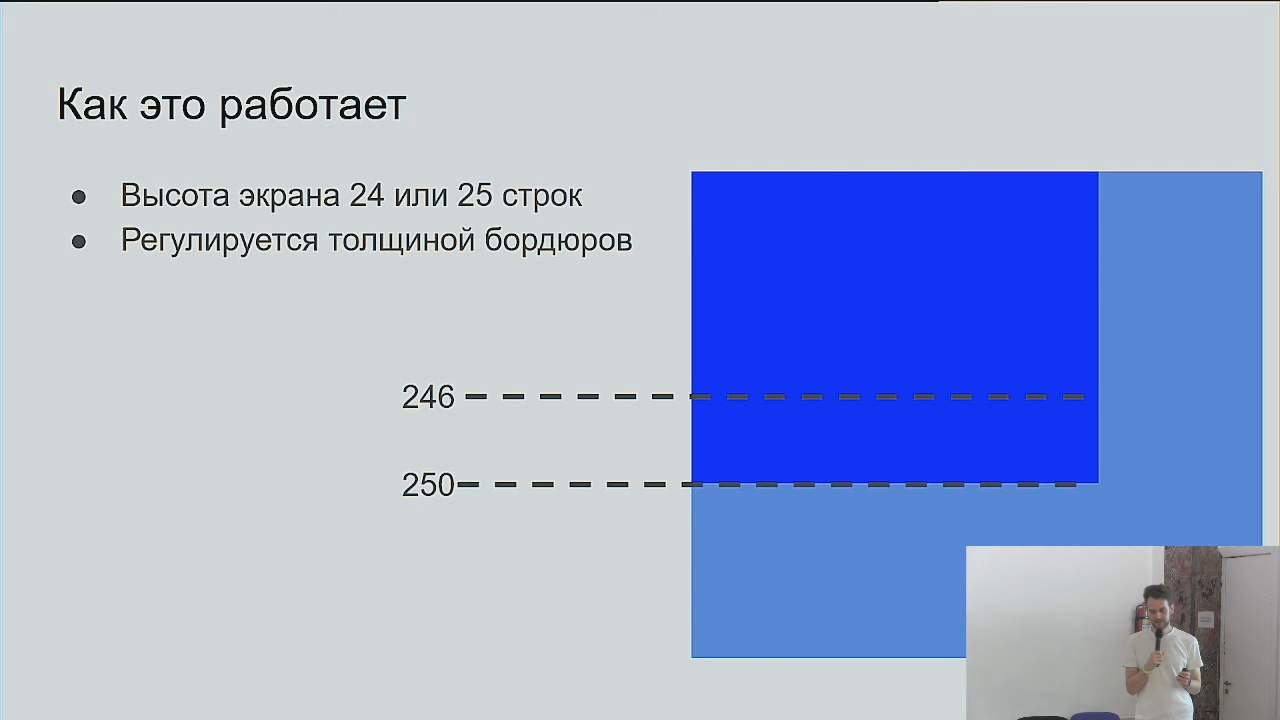 Как это работает
● Высота экрана 24 или 25 строк
● Регулируется толщиной бордюров
246
250